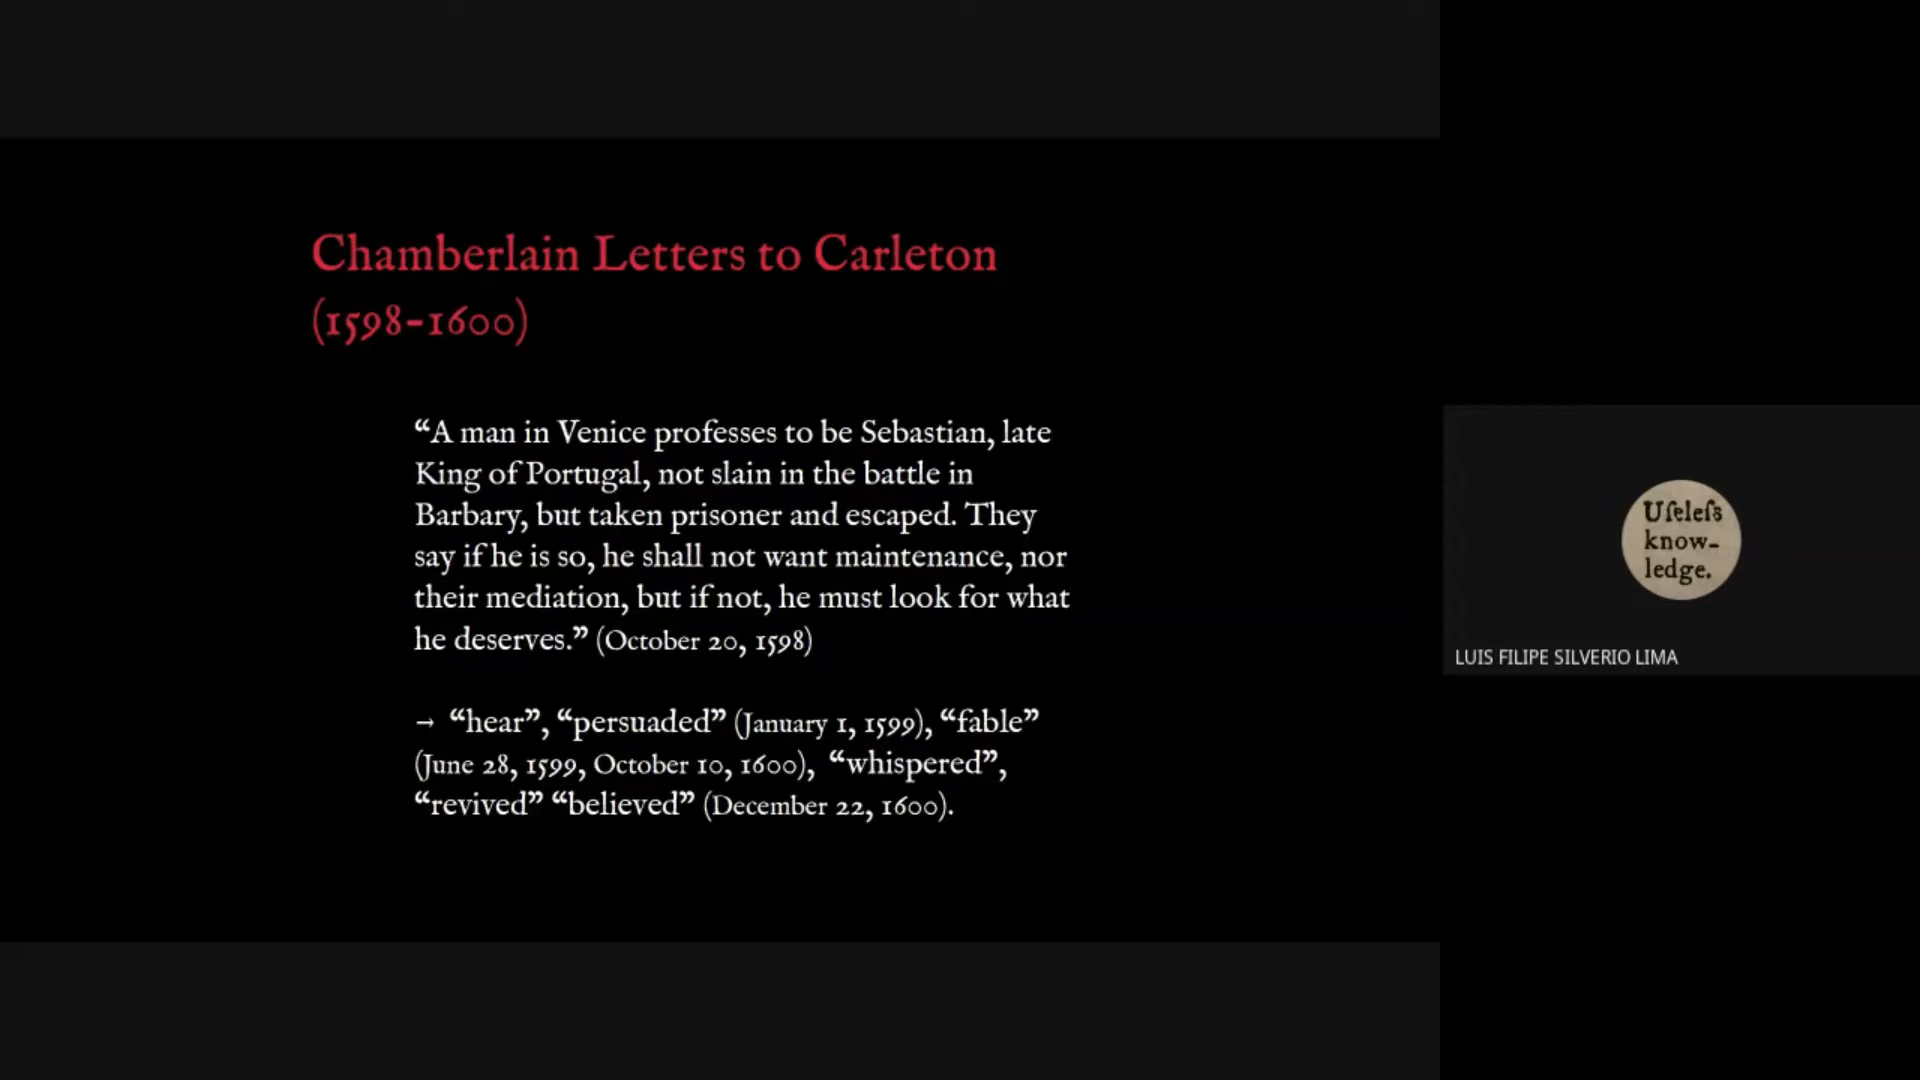 Chamberlain Letters to Carleton
(1598-1600)
“A man in Venice professes to be Sebastian, late
King of Portugal, not slain in the battle in
Barbary, but taken prisoner and escaped. They
say if he is so, he shall not want maintenance, nor
their mediation, but if not, he must look for what
he deserves.” (October 20, 1598)
→ “hear”, “persuaded” (January 1, 1599), “fable”
(June 28, 1599, October 10, 1600), “whispered”,
“revived” “believed” (December 22, 1600).
Uſeleſs
know-
ledge.
LUIS FILIPE SILVERIO LIMA